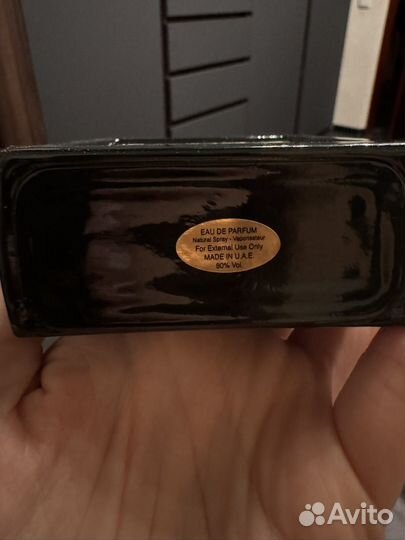 EAU DE PARFUM
Natural Spray - Vaporisateur
For External Use Only
MADE IN U.A.E.
80% Vol.
Avito